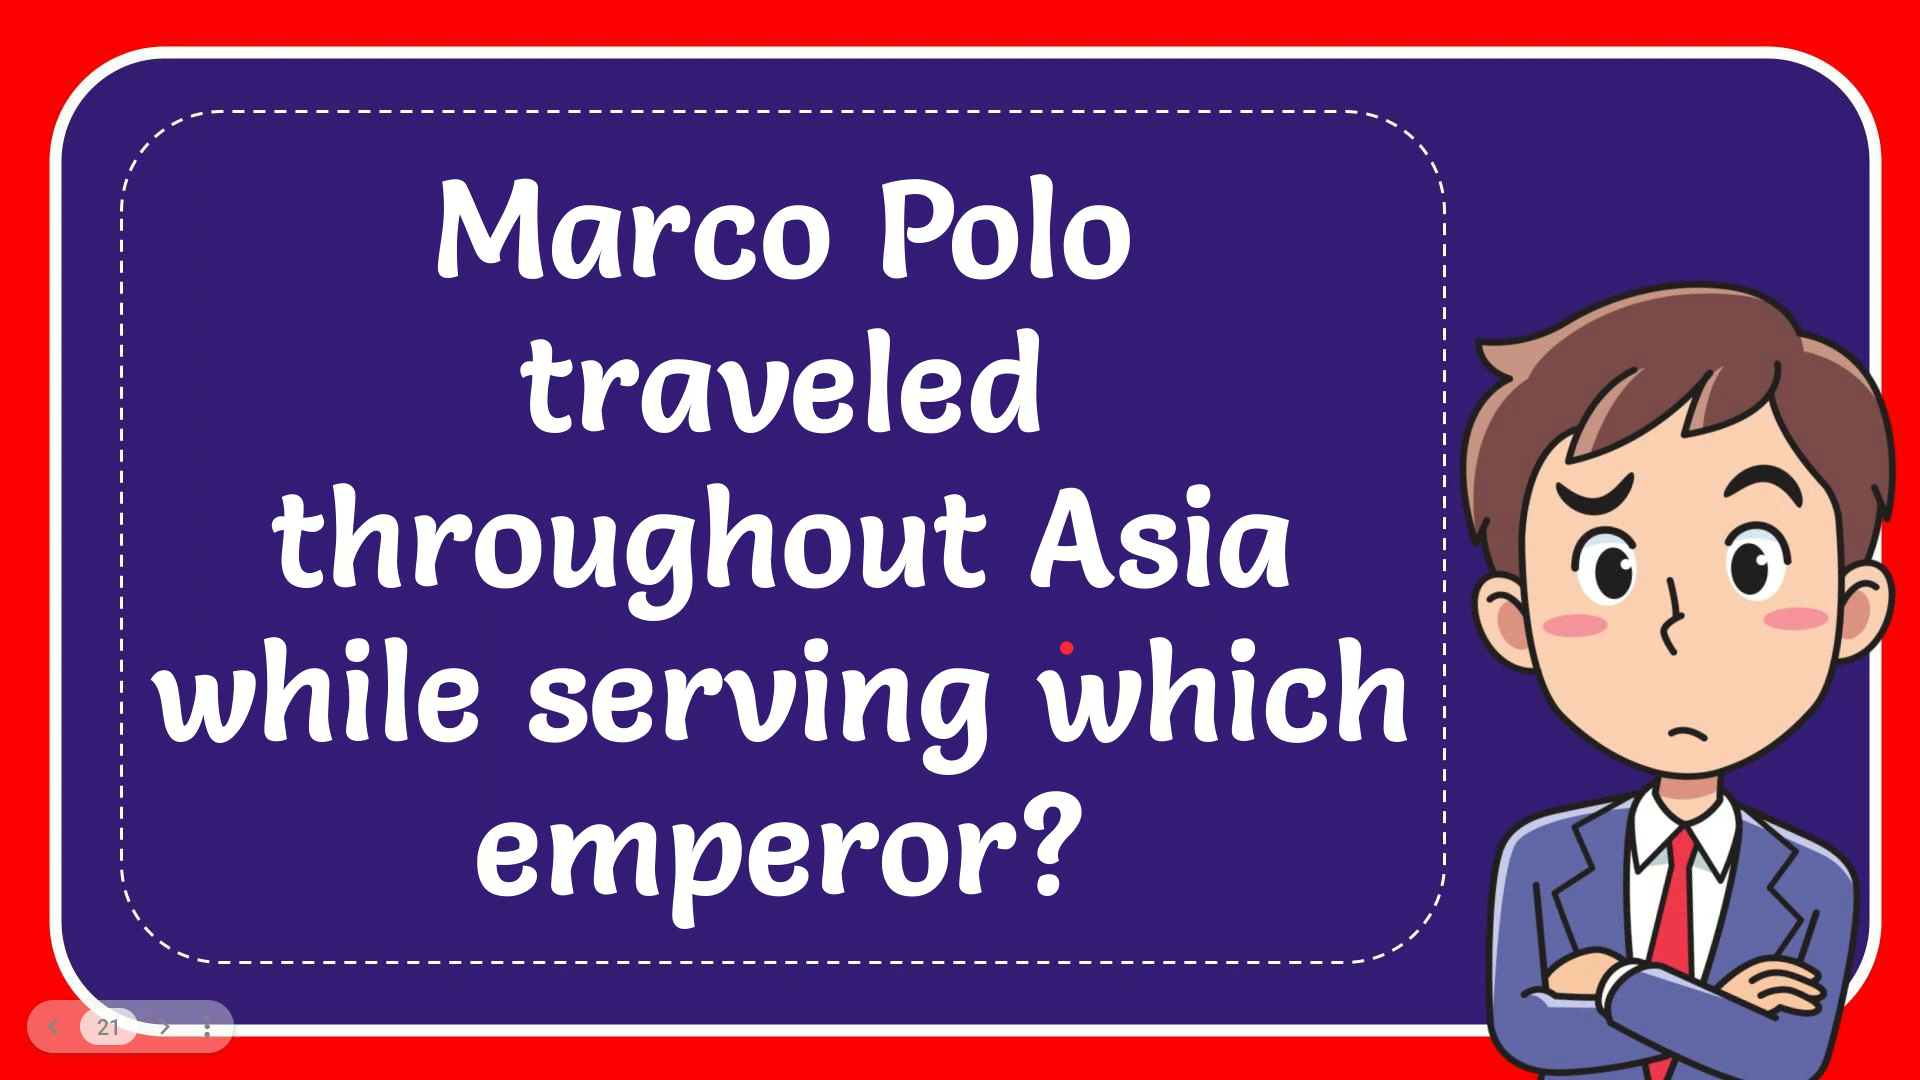 Marco Polo
traveled
throughout Asia
while serving which
emperor?
21